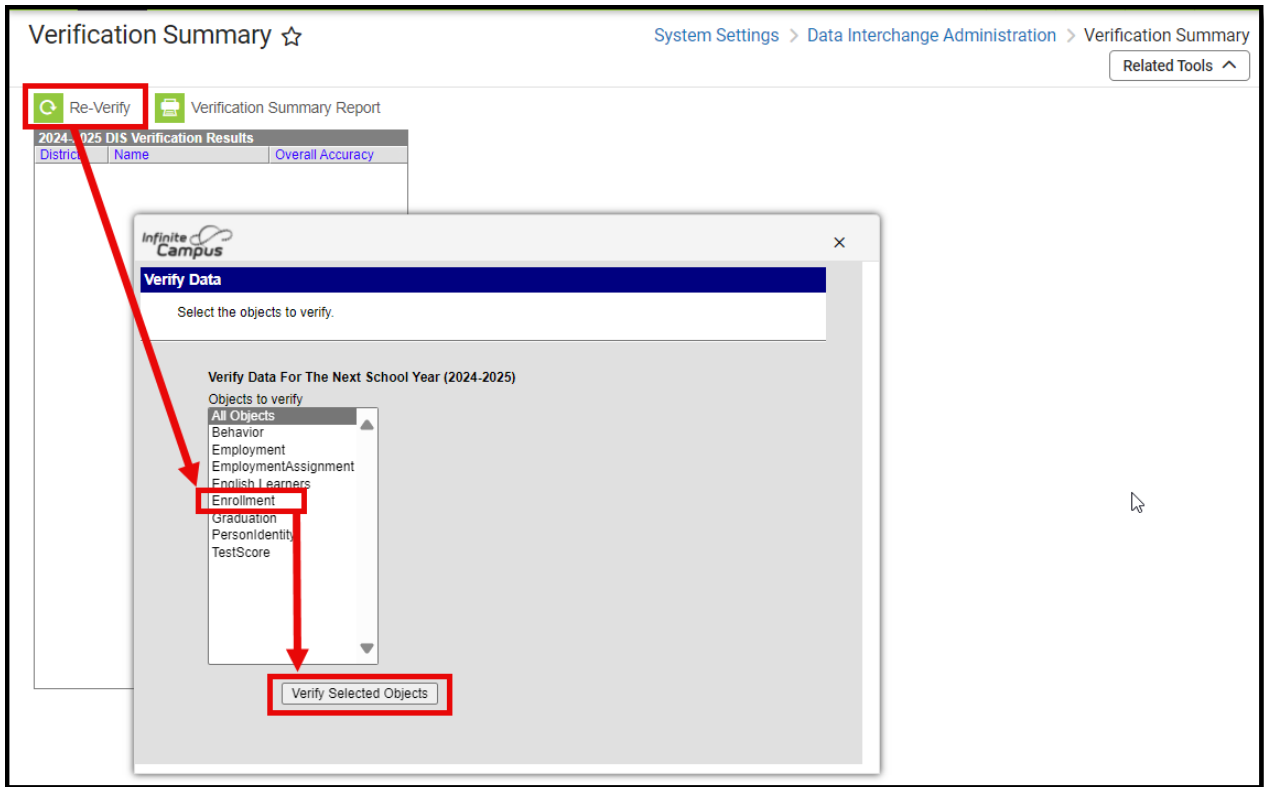 Verification Summary
System Settings > Data Interchange Administration > Verification Summary
Related Tools
Re-Verify
Verification Summary Report
2024-2025 DIS Verification Results
District Name Overall Accuracy
Infinite
Campus
Verify Data
Select the objects to verify.
Verify Data For The Next School Year (2024-2025)
Objects to verify
All Objects
Behavior
Employment
EmploymentAssignment
English Learners
Enrollment
Graduation
PersonIdentity
TestScore
Verify Selected Objects